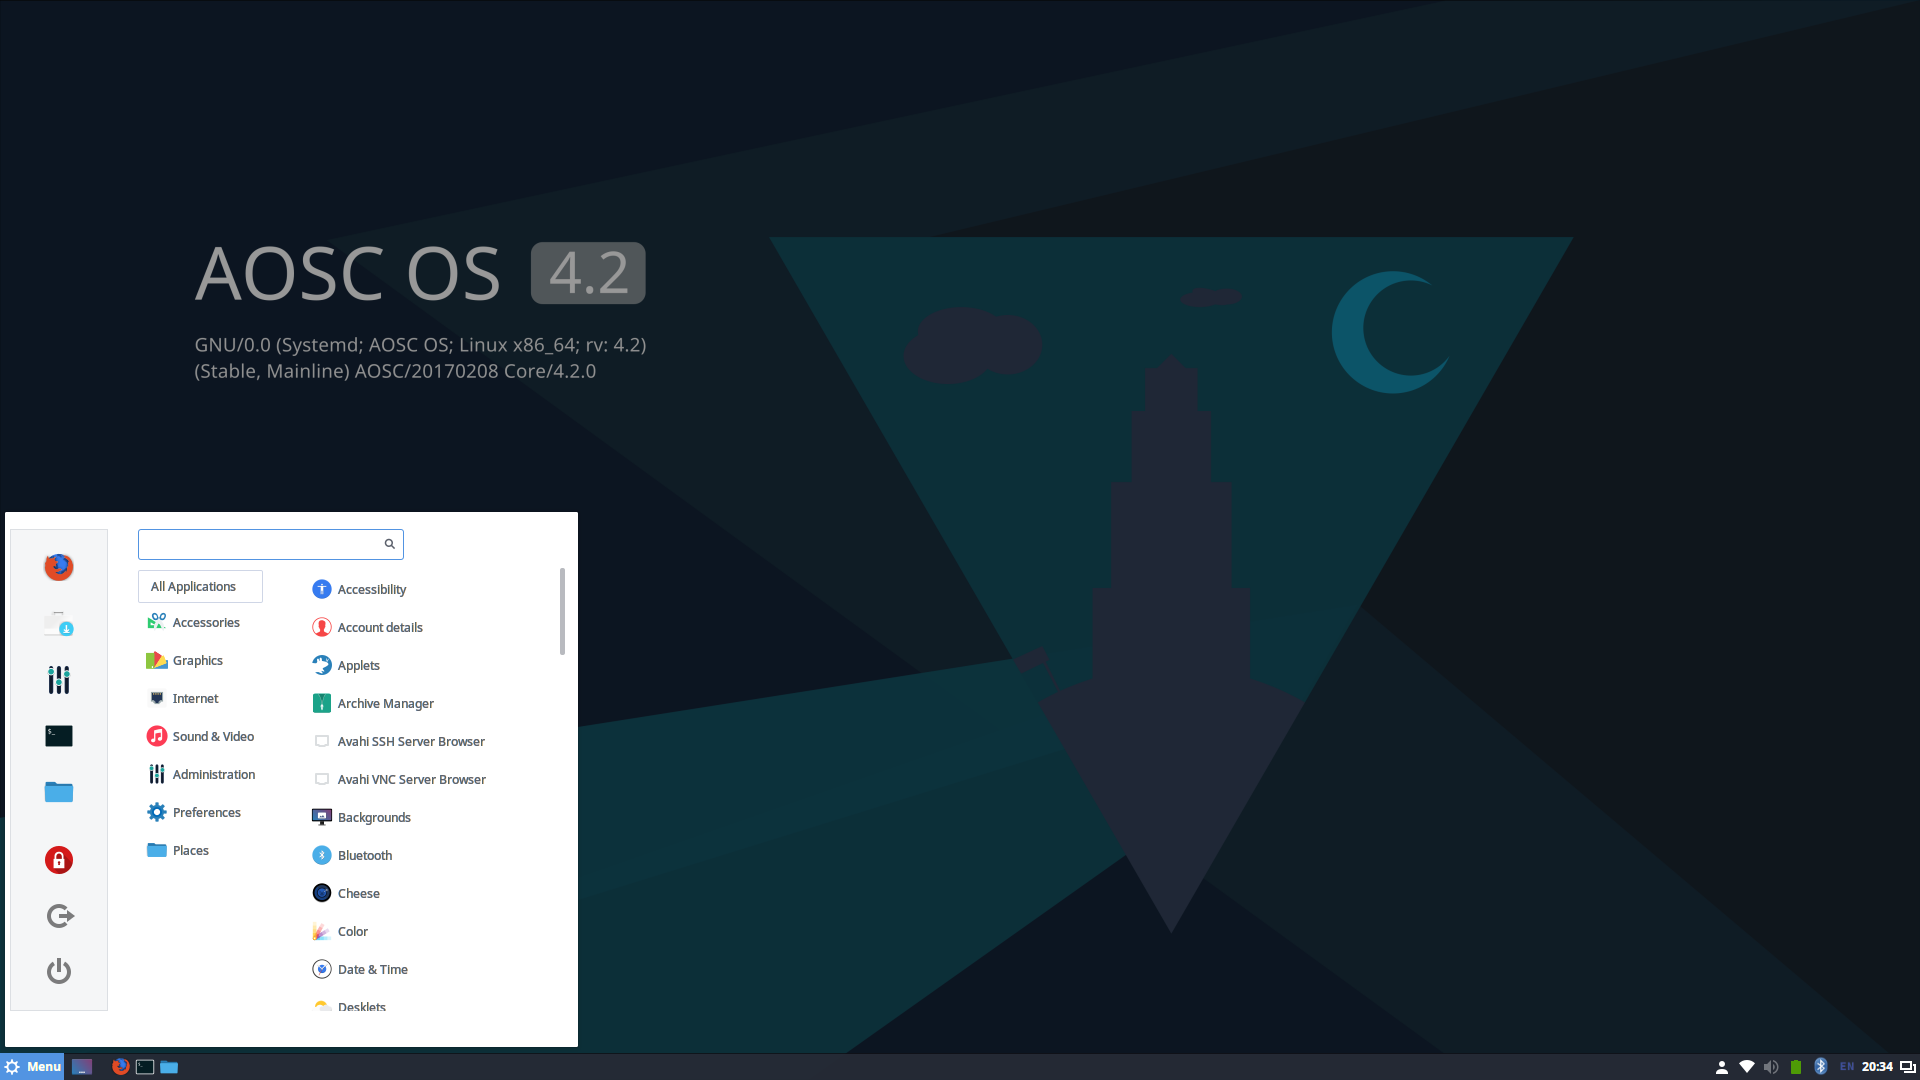 AOSC OS 4.2
GNU/0.0 (Systemd; AOSC OS; Linux x86_64; rv: 4.2)
(Stable, Mainline) AOSC/20170208 Core/4.2.0
All Applications
Accessories
Graphics
Internet
Sound & Video
Administration
Preferences
Places
Accessibility
Account details
Applets
Archive Manager
Avahi SSH Server Browser
Avahi VNC Server Browser
Backgrounds
Bluetooth
Cheese
Color
Date & Time
Desklets
Menu
EN
20:34